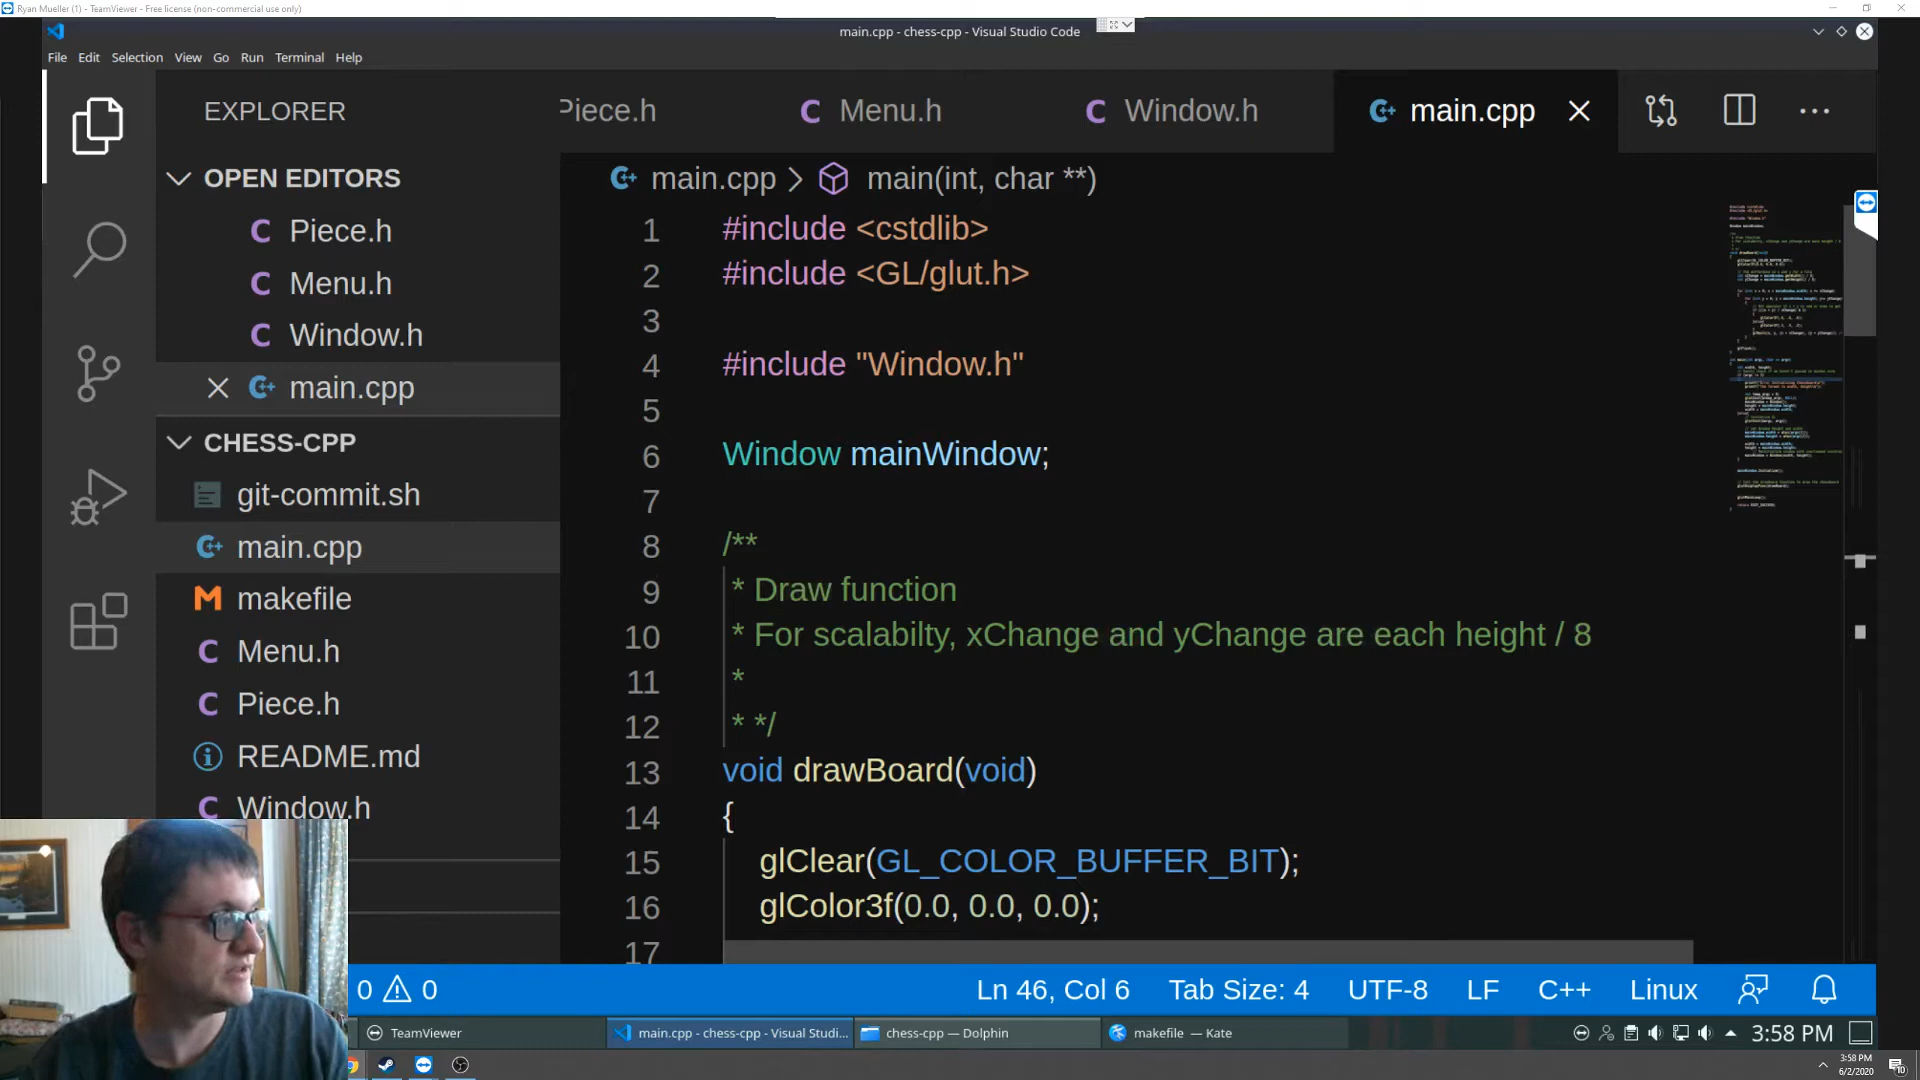 Ryan Mueller (1) - TeamViewer - Free license (non-commercial use only)
main.cpp - chess-cpp - Visual Studio Code
File Edit Selection View Go Run Terminal Help
EXPLORER
Piece.h
Menu.h
Window.h
main.cpp
OPEN EDITORS
Piece.h
Menu.h
Window.h
main.cpp
CHESS-CPP
git-commit.sh
main.cpp
makefile
Menu.h
Piece.h
README.md
Window.h
main.cpp > main(int, char **)
1 #include <cstdlib>
2 #include <GL/glut.h>
3
4 #include "Window.h"
5
6 Window mainWindow;
7
8 /**
9 * Draw function
10 * For scalabilty, xChange and yChange are each height / 8
11 *
12 * */
13 void drawBoard(void)
14 {
15 glClear(GL_COLOR_BUFFER_BIT);
16 glColor3f(0.0, 0.0, 0.0);
17
0 0
Ln 46, Col 6 Tab Size: 4 UTF-8 LF C++ Linux
TeamViewer
main.cpp - chess-cpp - Visual Studi...
chess-cpp — Dolphin
makefile — Kate
3:58 PM
3:58 PM
6/2/2020